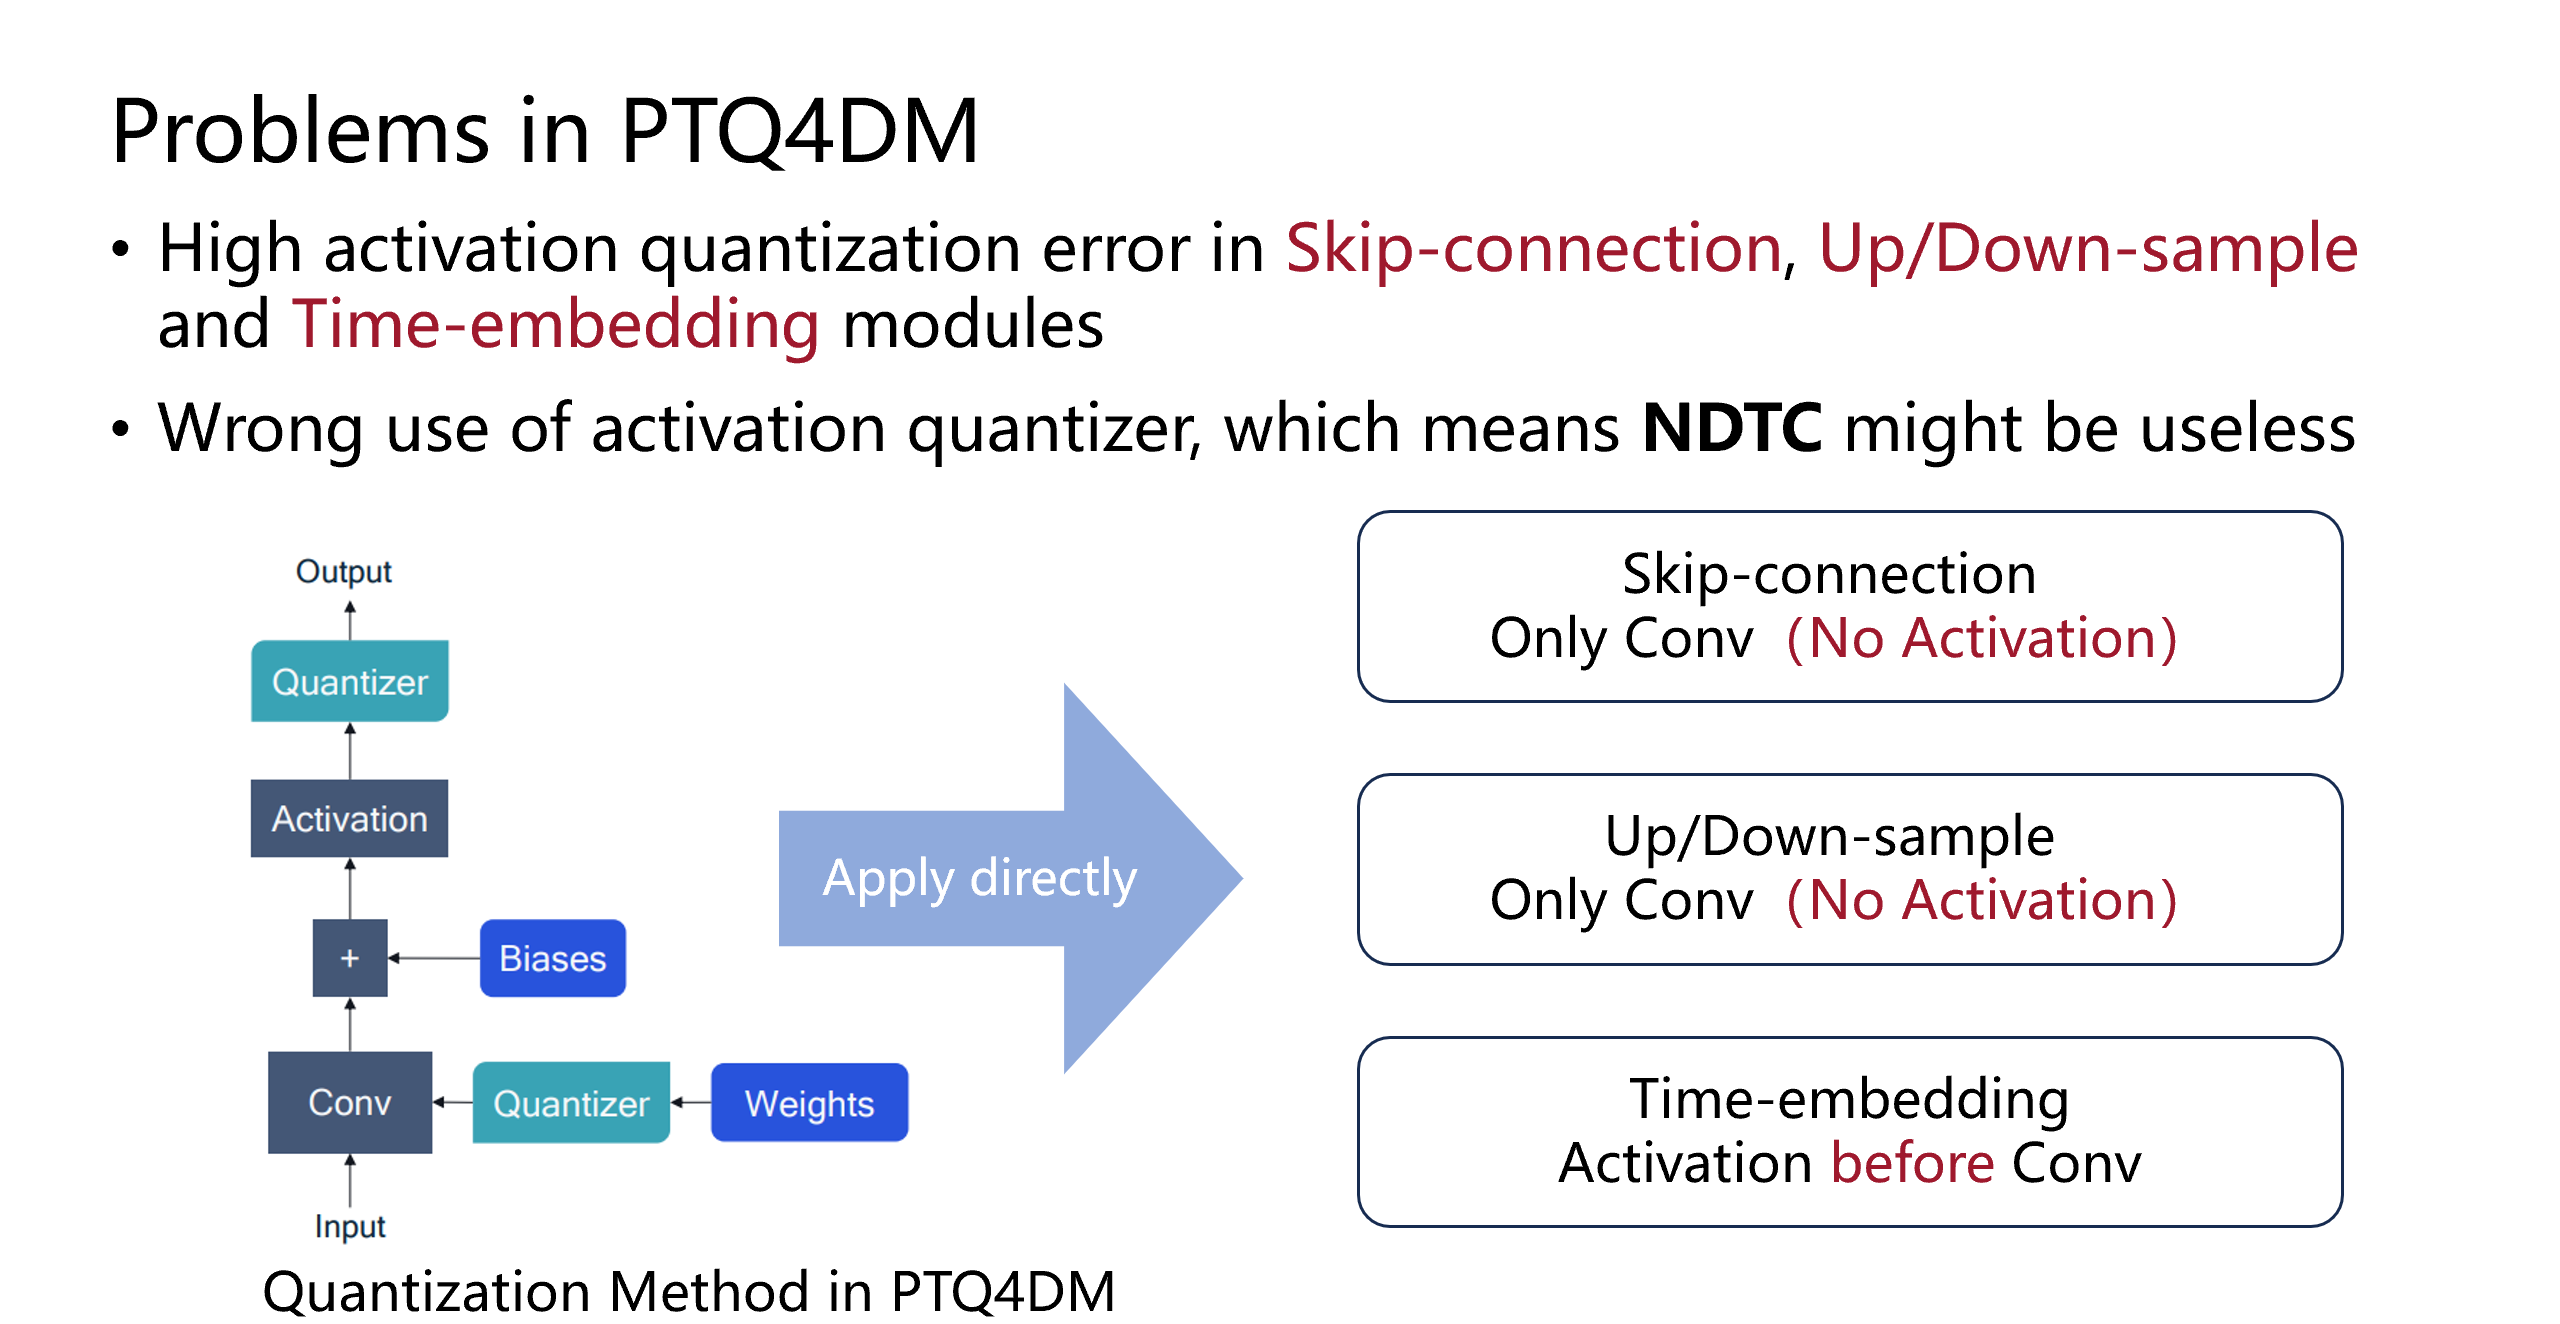 Problems in PTQ4DM
• High activation quantization error in Skip-connection, Up/Down-sample
and Time-embedding modules
• Wrong use of activation quantizer, which means NDTC might be useless
Output
Quantizer
Activation
+
Biases
Conv
Quantizer
Weights
Input
Quantization Method in PTQ4DM
Apply directly
Skip-connection
Only Conv（No Activation）
Up/Down-sample
Only Conv（No Activation）
Time-embedding
Activation before Conv